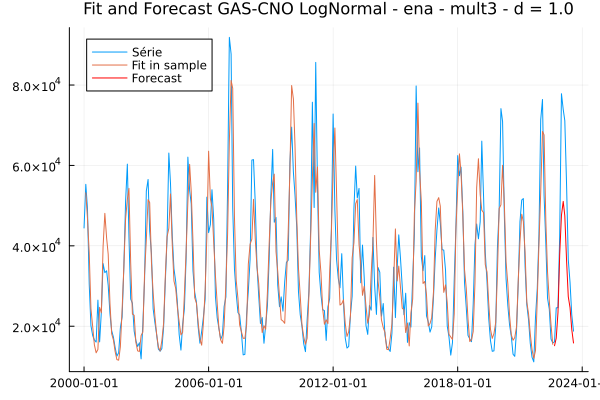 Fit and Forecast GAS-CNO LogNormal - ena - mult3 - d = 1.0
Série
Fit in sample
Forecast
8.0×10⁴
6.0×10⁴
4.0×10⁴
2.0×10⁴
2000-01-01 2006-01-01 2012-01-01 2018-01-01 2024-01-